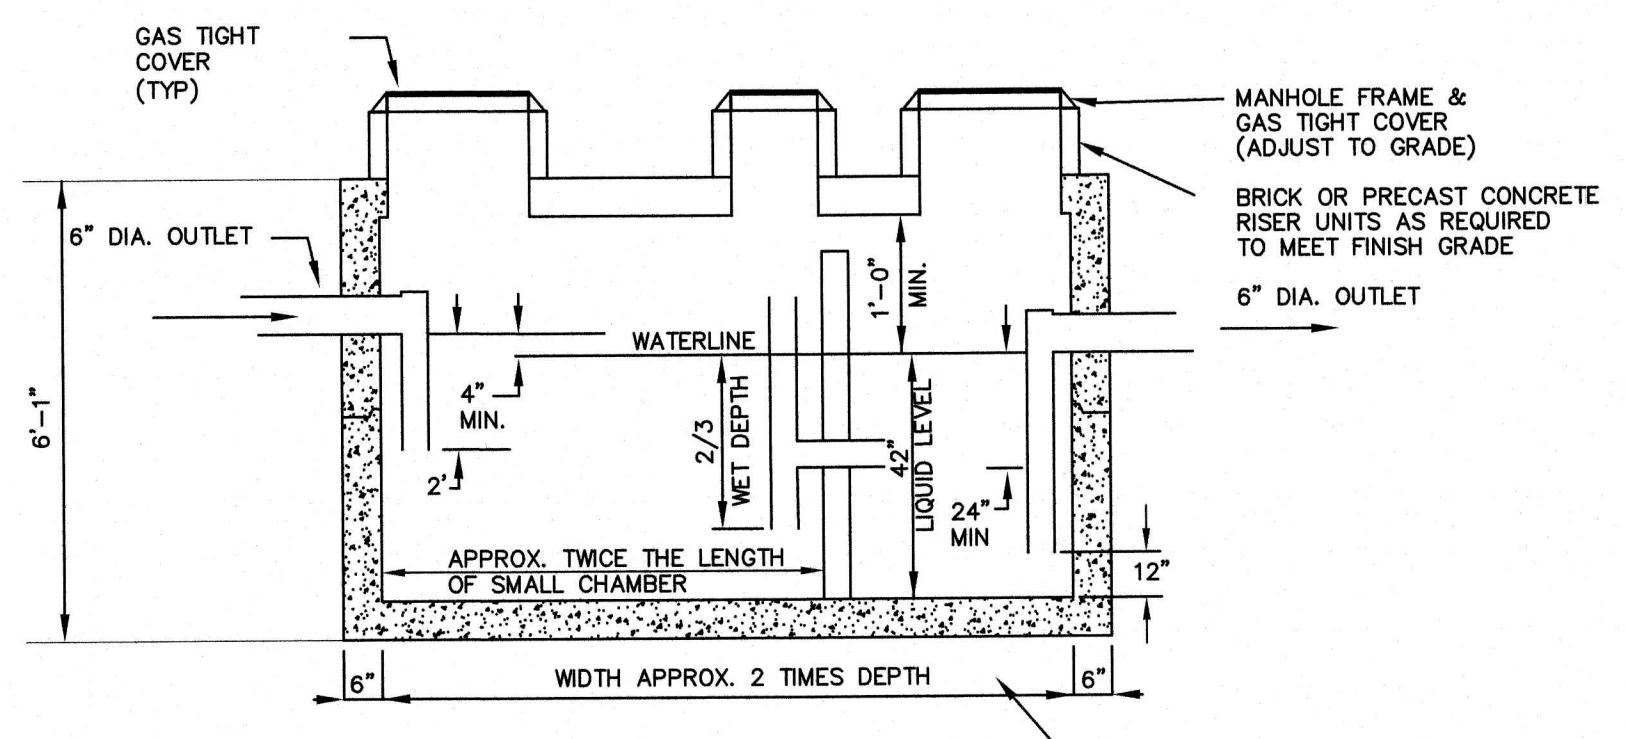 GAS TIGHT
COVER
(TYP)
MANHOLE FRAME &
GAS TIGHT COVER
(ADJUST TO GRADE)
BRICK OR PRECAST CONCRETE
RISER UNITS AS REQUIRED
TO MEET FINISH GRADE
6" DIA. OUTLET
6" DIA. OUTLET
1'-0"
MIN.
WATERLINE
6'-1"
4"
MIN.
2'
2/3
WET DEPTH
42"
LIQUID LEVEL
24"
MIN
APPROX. TWICE THE LENGTH
OF SMALL CHAMBER
12"
6"
WIDTH APPROX. 2 TIMES DEPTH
6"